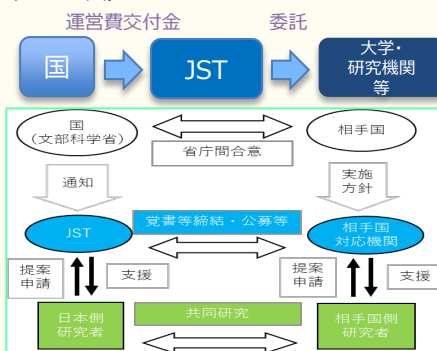 運営費交付金
委託
国
JST
大学・
研究機関
等
国
(文部科学省)
相手国
省庁間合意
通知
実施
方針
JST
覚書等締結・公募等
相手国
対応機関
提案
申請
支援
提案
申請
支援
日本側
研究者
共同研究
相手国側
研究者